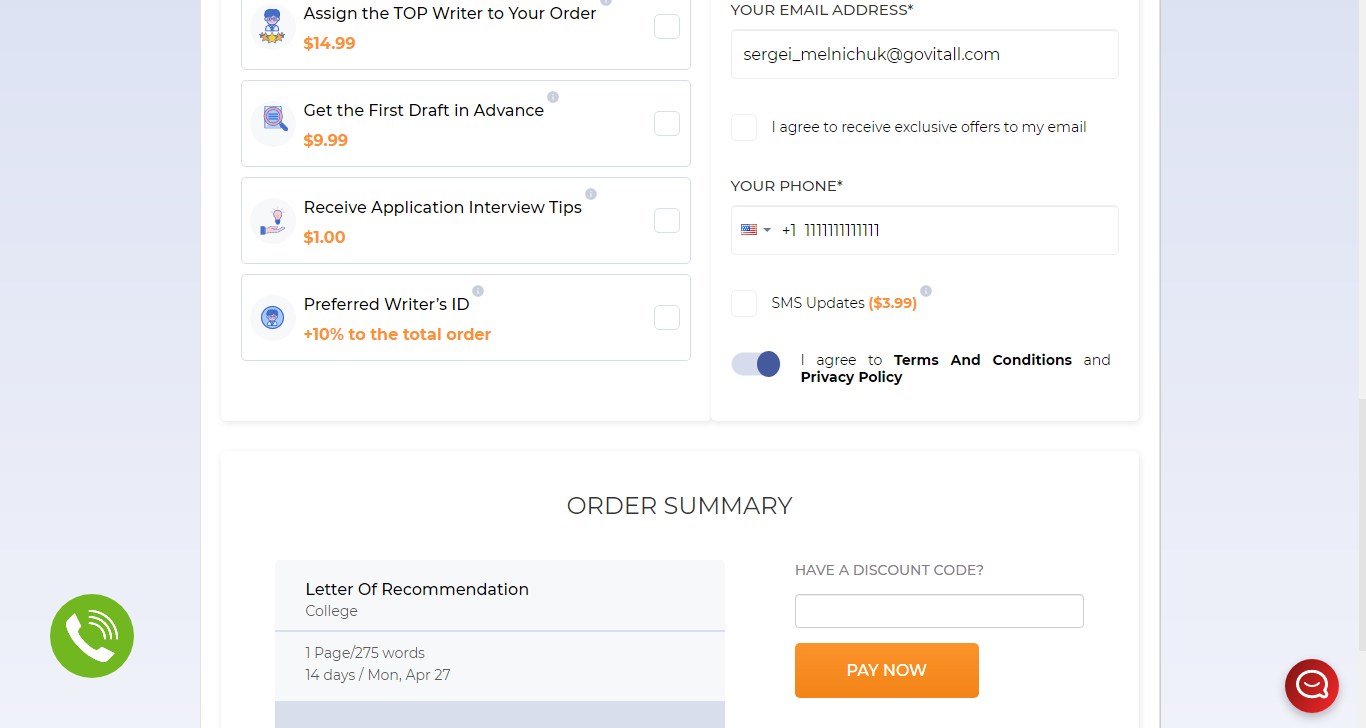 Assign the TOP Writer to Your Order
$14.99
Get the First Draft in Advance
$9.99
Receive Application Interview Tips
$1.00
Preferred Writer’s ID
+10% to the total order
YOUR EMAIL ADDRESS*
sergei_melnichuk@govitall.com
I agree to receive exclusive offers to my email
YOUR PHONE*
+1 1111111111111
SMS Updates ($3.99)
I agree to Terms And Conditions and
Privacy Policy
ORDER SUMMARY
Letter Of Recommendation
College
1 Page/275 words
14 days / Mon, Apr 27
HAVE A DISCOUNT CODE?
PAY NOW